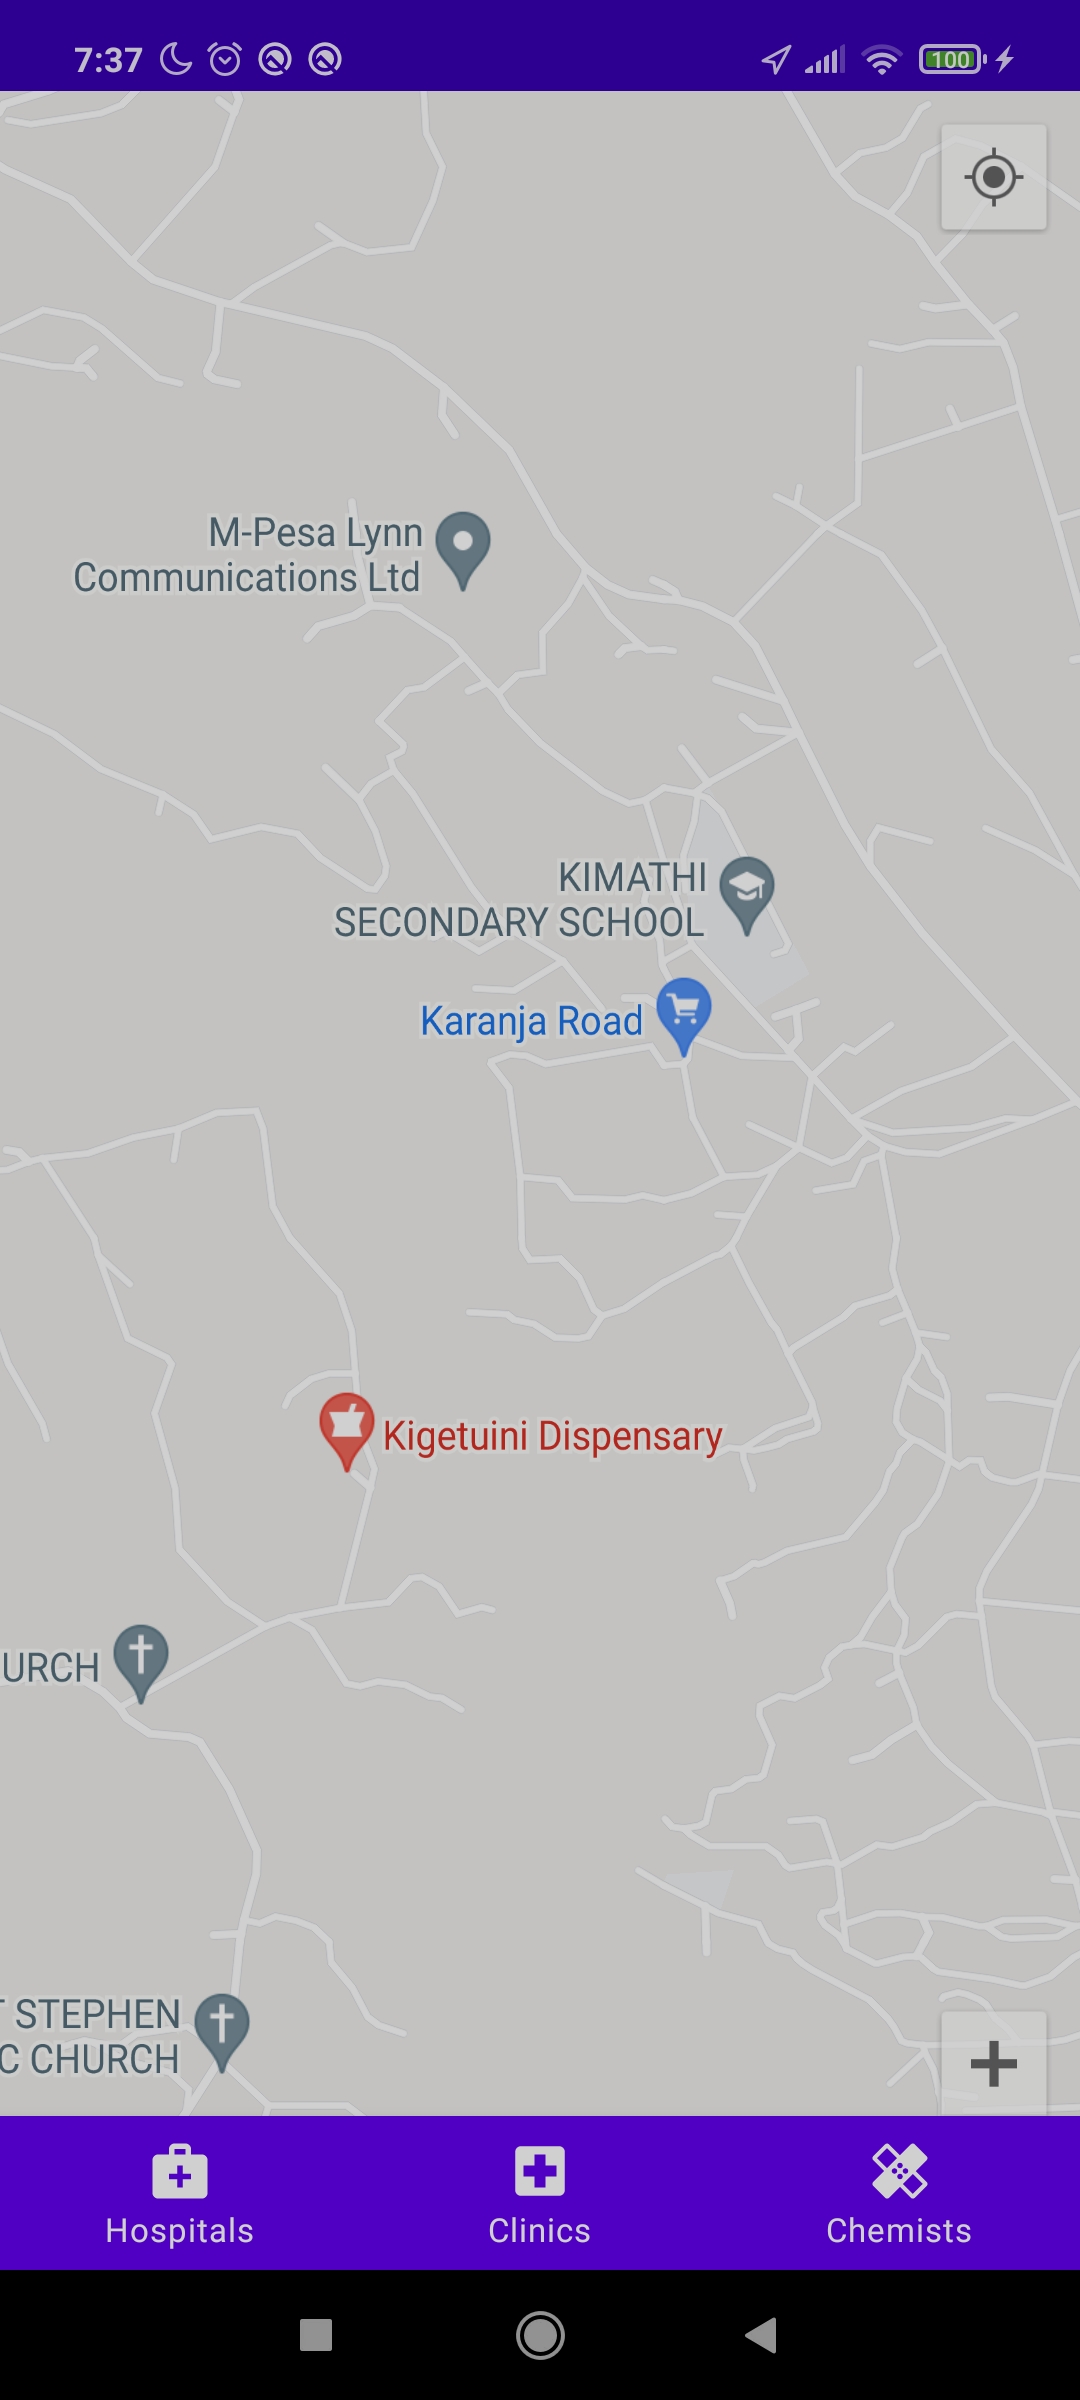 7:37
100
M-Pesa Lynn
Communications Ltd
KIMATHI
SECONDARY SCHOOL
Karanja Road
Kigetuini Dispensary
URCH
STEPHEN
C CHURCH
Hospitals
Clinics
Chemists